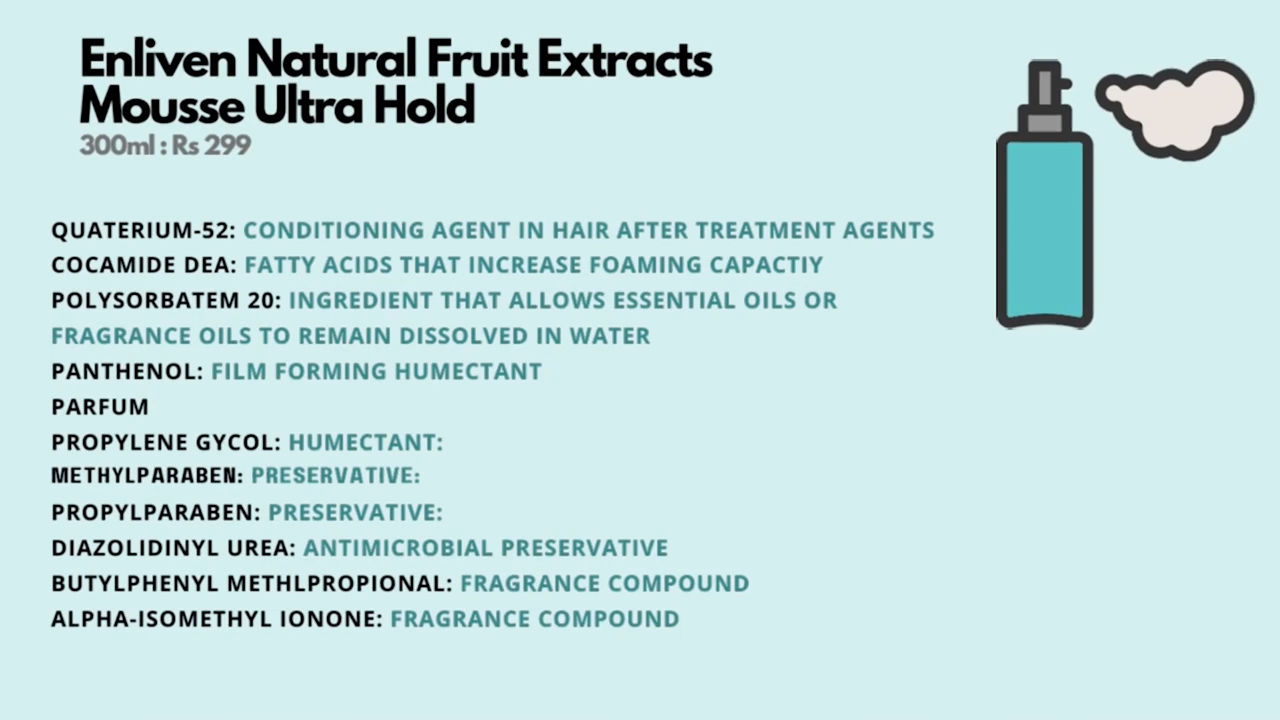 Enliven Natural Fruit Extracts
Mousse Ultra Hold
300ml : Rs 299
QUATERIUM-52: CONDITIONING AGENT IN HAIR AFTER TREATMENT AGENTS
COCAMIDE DEA: FATTY ACIDS THAT INCREASE FOAMING CAPACTIY
POLYSORBATEM 20: INGREDIENT THAT ALLOWS ESSENTIAL OILS OR
FRAGRANCE OILS TO REMAIN DISSOLVED IN WATER
PANTHENOL: FILM FORMING HUMECTANT
PARFUM
PROPYLENE GYCOL: HUMECTANT:
METHYLPARABEN: PRESERVATIVE:
PROPYLPARABEN: PRESERVATIVE:
DIAZOLIDINYL UREA: ANTIMICROBIAL PRESERVATIVE
BUTYLPHENYL METHLPROPIONAL: FRAGRANCE COMPOUND
ALPHA-ISOMETHYL IONONE: FRAGRANCE COMPOUND